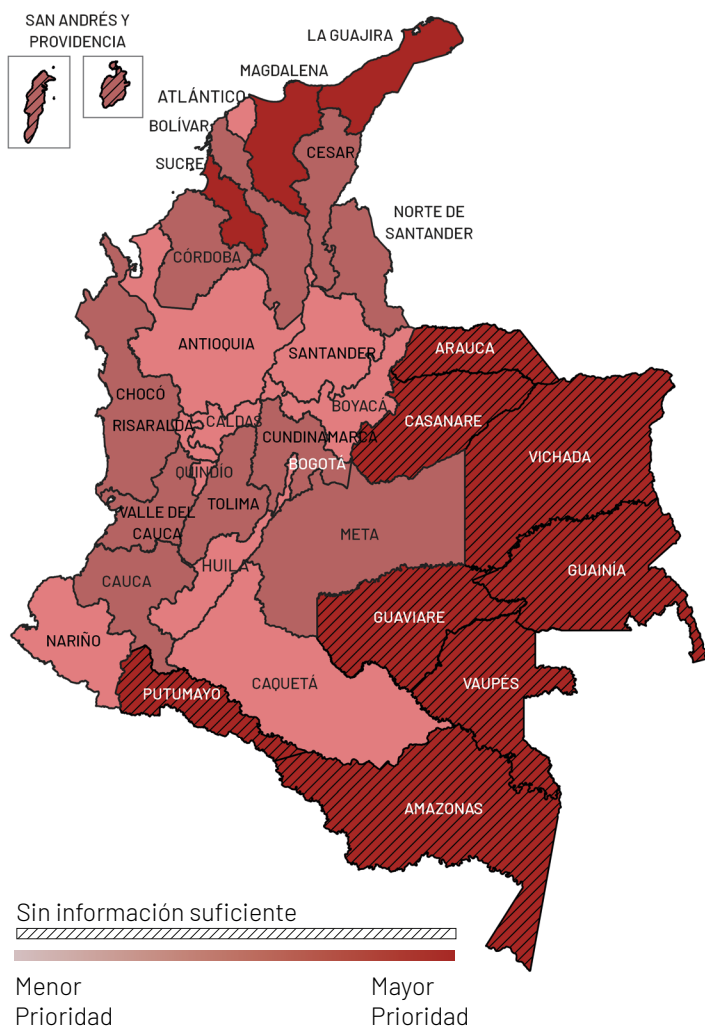 SAN ANDRÉS Y
PROVIDENCIA
LA GUAJIRA
MAGDALENA
ATLÁNTICO
BOLÍVAR
SUCRE
CESAR
NORTE DE
SANTANDER
CÓRDOBA
ANTIOQUIA
SANTANDER
ARAUCA
CHOCÓ
BOYACÁ
CASANARE
RISARALDA
CALDAS
CUNDINAMARCA
VICHADA
BOGOTÁ
QUINDÍO
TOLIMA
VALLE DEL
CAUCA
META
HUILA
GUAINÍA
CAUCA
GUAVIARE
NARIÑO
CAQUETÁ
VAUPÉS
PUTUMAYO
AMAZONAS
Sin información suficiente
Menor
Prioridad
Mayor
Prioridad